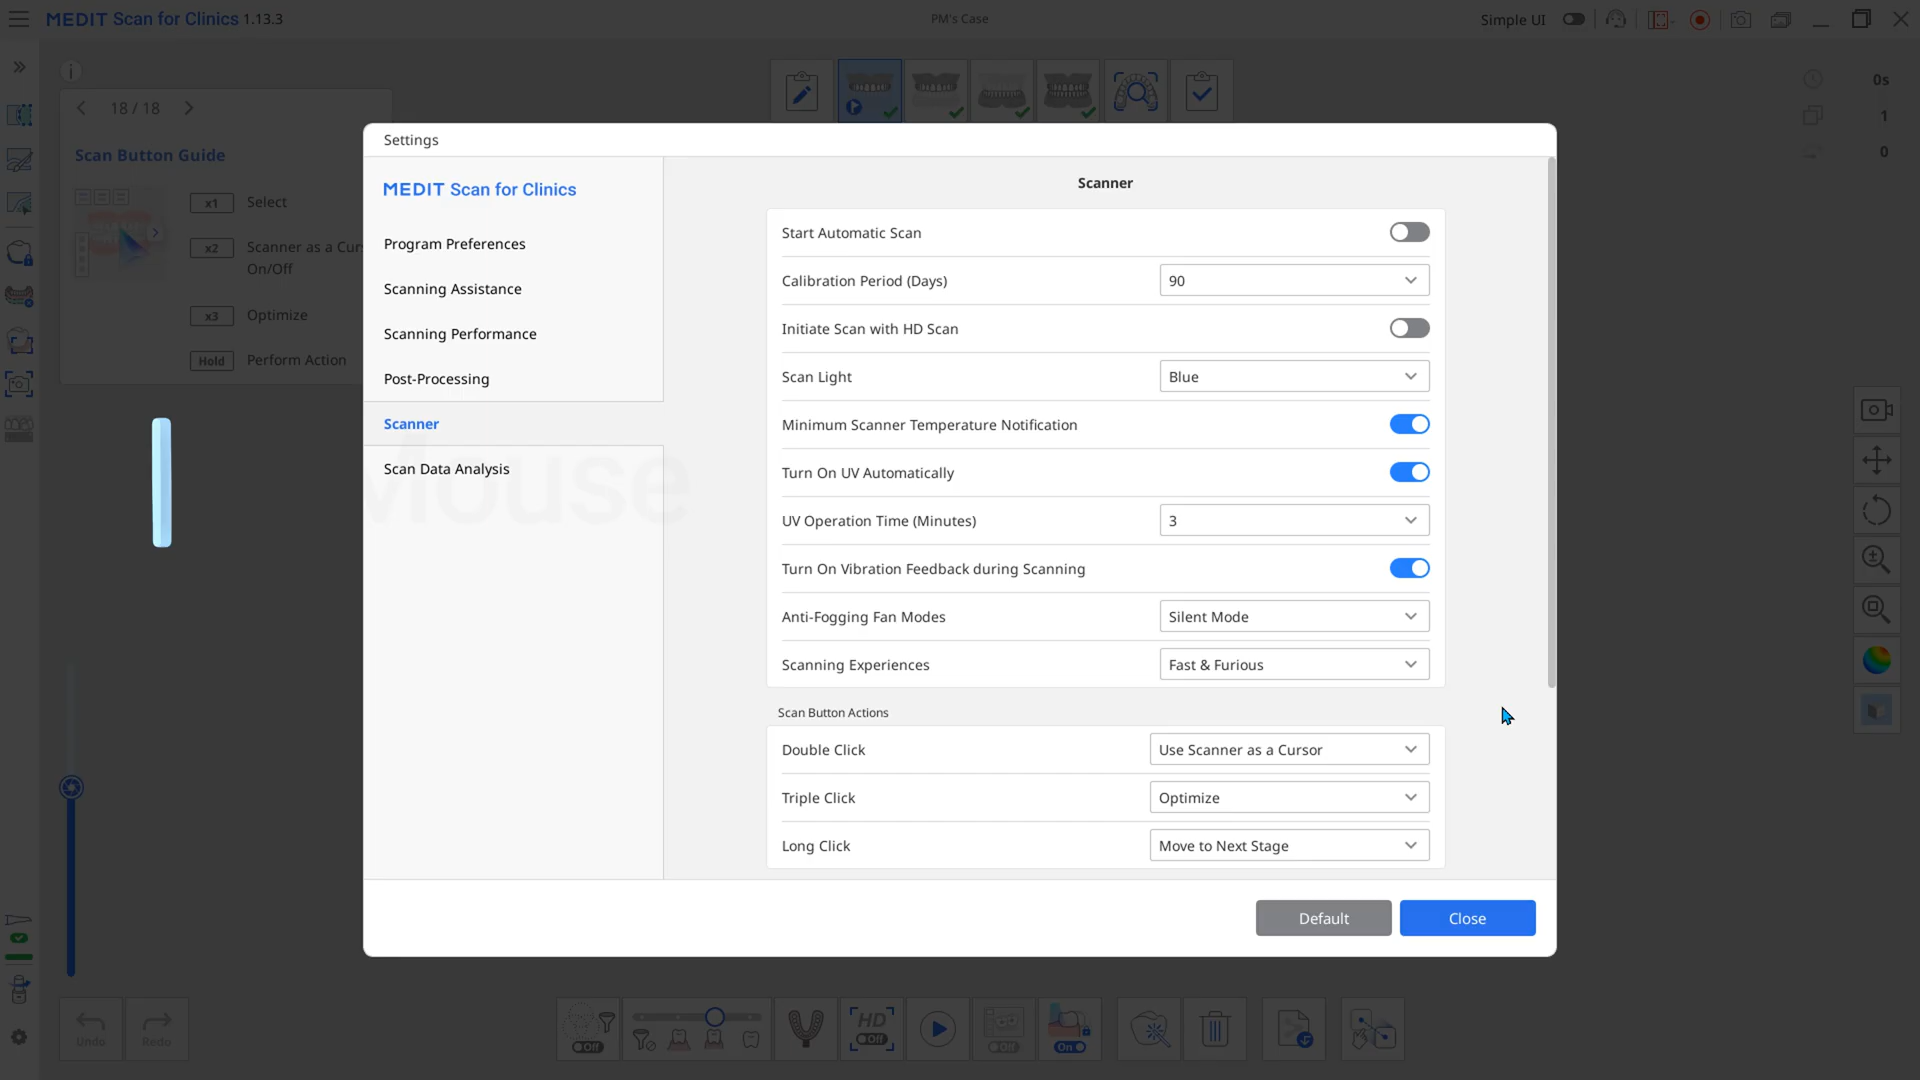 MEDIT Scan for Clinics 1.13.3
PM's Case
Simple UI
18 / 18
0s
1
0
Scan Button Guide
x1 Select
x2 Scanner as a
On/Off
x3 Optimize
Hold Perform Action
Settings
MEDIT Scan for Clinics
Program Preferences
Scanning Assistance
Scanning Performance
Post-Processing
Scanner
Scan Data Analysis
Mouse
Scanner
Start Automatic Scan
Calibration Period (Days) 90
Initiate Scan with HD Scan
Scan Light Blue
Minimum Scanner Temperature Notification
Turn On UV Automatically
UV Operation Time (Minutes) 3
Turn On Vibration Feedback during Scanning
Anti-Fogging Fan Modes Silent Mode
Scanning Experiences Fast & Furious
Scan Button Actions
Double Click Use Scanner as a Cursor
Triple Click Optimize
Long Click Move to Next Stage
Default Close
Undo Redo
Off
HD
Off
Off
On